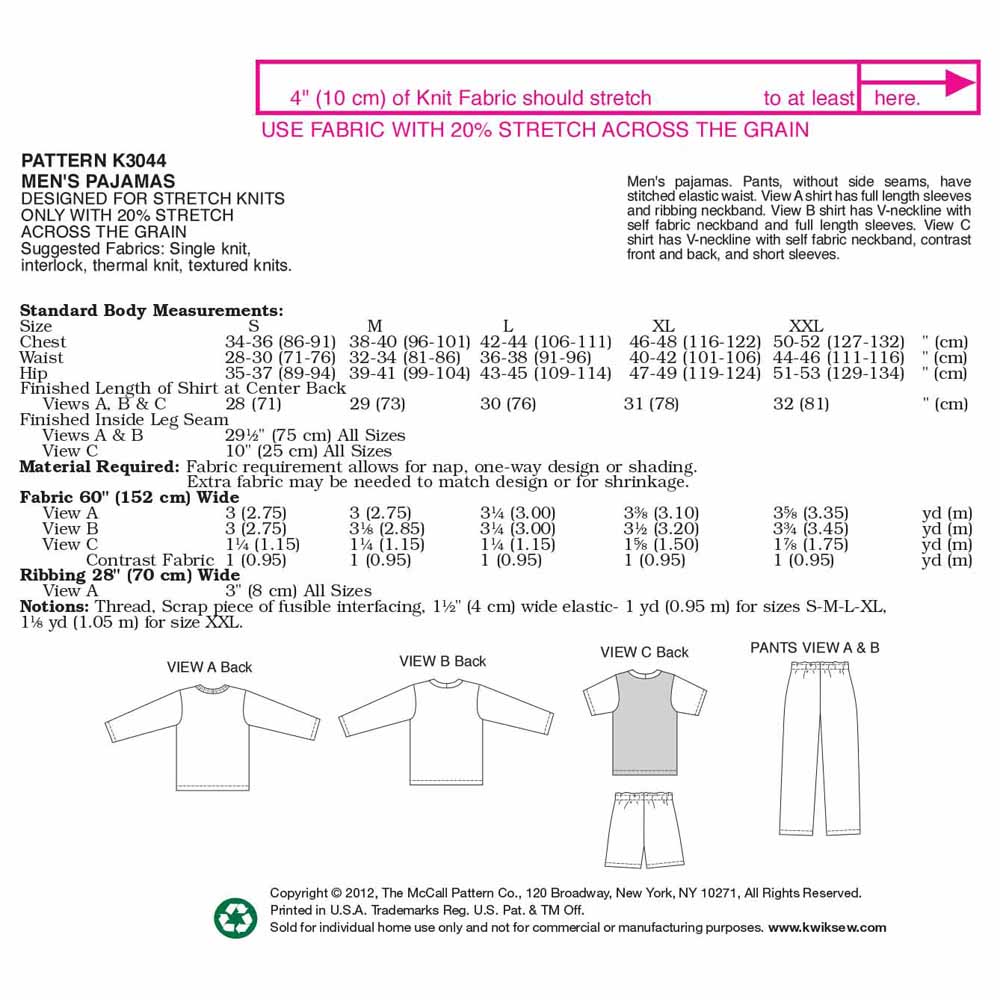 4" (10 cm) of Knit Fabric should stretch to at least here.
USE FABRIC WITH 20% STRETCH ACROSS THE GRAIN
PATTERN K3044
MEN'S PAJAMAS
DESIGNED FOR STRETCH KNITS
ONLY WITH 20% STRETCH
ACROSS THE GRAIN
Suggested Fabrics: Single knit,
interlock, thermal knit, textured knits.
Men's pajamas. Pants, without side seams, have
stitched elastic waist. View A shirt has full length sleeves
and ribbing neckband. View B shirt has V-neckline with
self fabric neckband and full length sleeves. View C
shirt has V-neckline with self fabric neckband, contrast
front and back, and short sleeves.
Standard Body Measurements:
Size S M L XL XXL
Chest 34-36 (86-91) 38-40 (96-101) 42-44 (106-111) 46-48 (116-122) 50-52 (127-132) " (cm)
Waist 28-30 (71-76) 32-34 (81-86) 36-38 (91-96) 40-42 (101-106) 44-46 (111-116) " (cm)
Hip 35-37 (89-94) 39-41 (99-104) 43-45 (109-114) 47-49 (119-124) 51-53 (129-134) " (cm)
Finished Length of Shirt at Center Back
Views A, B & C 28 (71) 29 (73) 30 (76) 31 (78) 32 (81) " (cm)
Finished Inside Leg Seam
Views A & B 29½" (75 cm) All Sizes
View C 10" (25 cm) All Sizes
Material Required: Fabric requirement allows for nap, one-way design or shading.
Extra fabric may be needed to match design or for shrinkage.
Fabric 60" (152 cm) Wide
View A 3 (2.75) 3 (2.75) 3¼ (3.00) 3⅜ (3.10) 3⅝ (3.35) yd (m)
View B 3 (2.75) 3⅛ (2.85) 3¼ (3.00) 3½ (3.20) 3¾ (3.45) yd (m)
View C 1¼ (1.15) 1¼ (1.15) 1¼ (1.15) 1⅝ (1.50) 1⅞ (1.75) yd (m)
Contrast Fabric 1 (0.95) 1 (0.95) 1 (0.95) 1 (0.95) 1 (0.95) yd (m)
Ribbing 28" (70 cm) Wide
View A 3" (8 cm) All Sizes
Notions: Thread, Scrap piece of fusible interfacing, 1½" (4 cm) wide elastic- 1 yd (0.95 m) for sizes S-M-L-XL,
1⅛ yd (1.05 m) for size XXL.
VIEW A Back
VIEW B Back
VIEW C Back
PANTS VIEW A & B
Copyright © 2012, The McCall Pattern Co., 120 Broadway, New York, NY 10271, All Rights Reserved.
Printed in U.S.A. Trademarks Reg. U.S. Pat. & TM Off.
Sold for individual home use only and not for commercial or manufacturing purposes. www.kwiksew.com